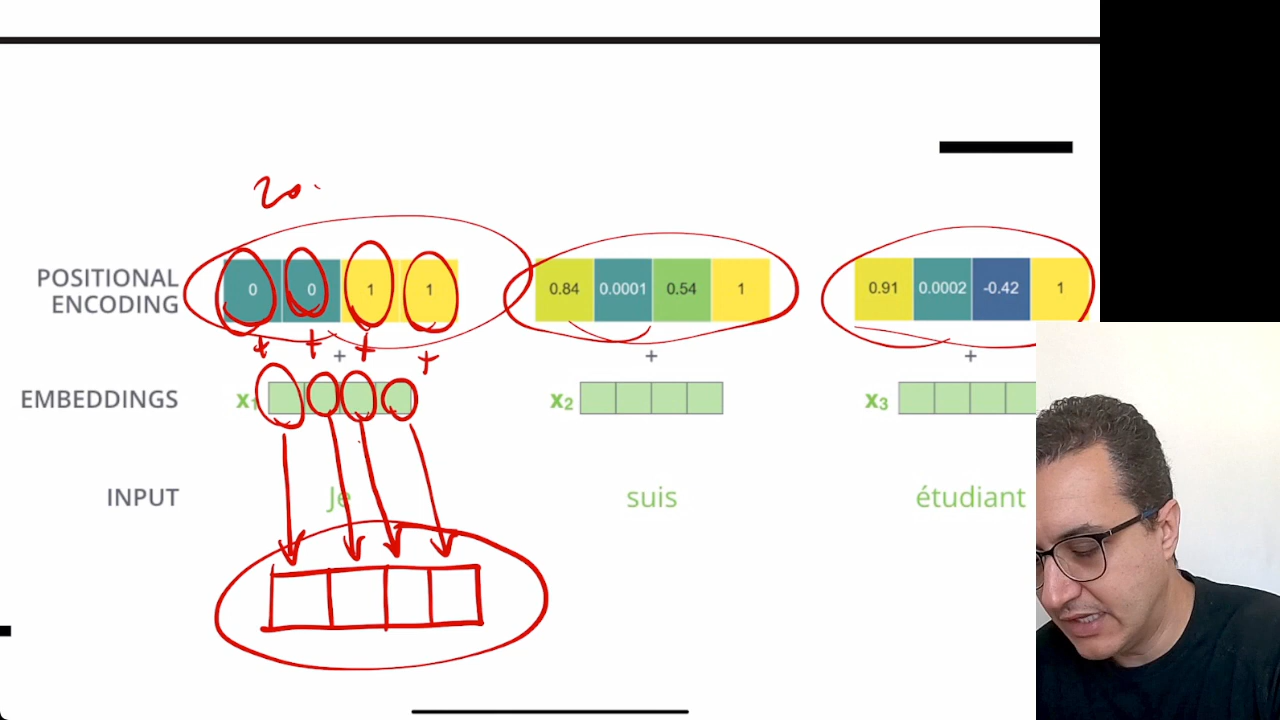 POSITIONAL ENCODING
0 0 1 1
0.84 0.0001 0.54 1
0.91 0.0002 -0.42 1
+ + + +
+ + +
EMBEDDINGS x1 x2 x3
INPUT Je suis étudiant